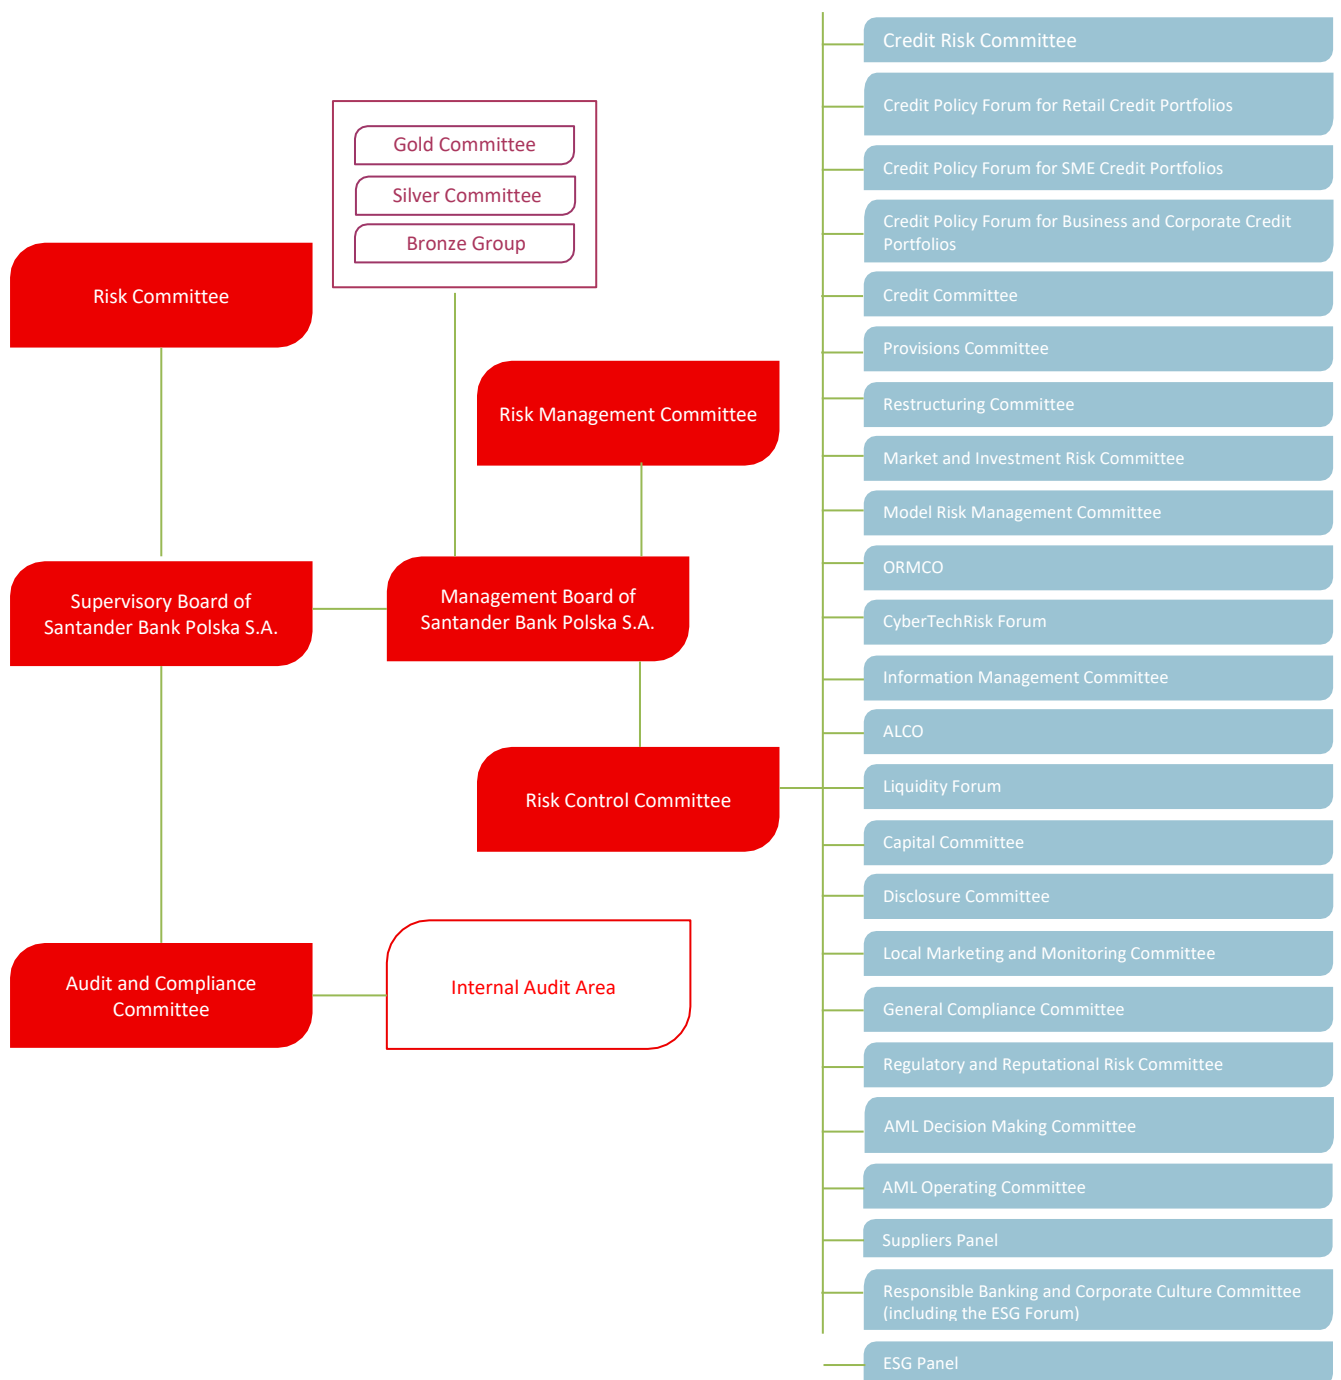 Gold Committee
Silver Committee
Bronze Group
Risk Committee
Risk Management Committee
Supervisory Board of
Santander Bank Polska S.A.
Management Board of
Santander Bank Polska S.A.
Risk Control Committee
Audit and Compliance
Committee
Internal Audit Area
Credit Risk Committee
Credit Policy Forum for Retail Credit Portfolios
Credit Policy Forum for SME Credit Portfolios
Credit Policy Forum for Business and Corporate Credit
Portfolios
Credit Committee
Provisions Committee
Restructuring Committee
Market and Investment Risk Committee
Model Risk Management Committee
ORMCO
CyberTechRisk Forum
Information Management Committee
ALCO
Liquidity Forum
Capital Committee
Disclosure Committee
Local Marketing and Monitoring Committee
General Compliance Committee
Regulatory and Reputational Risk Committee
AML Decision Making Committee
AML Operating Committee
Suppliers Panel
Responsible Banking and Corporate Culture Committee
(including the ESG Forum)
ESG Panel